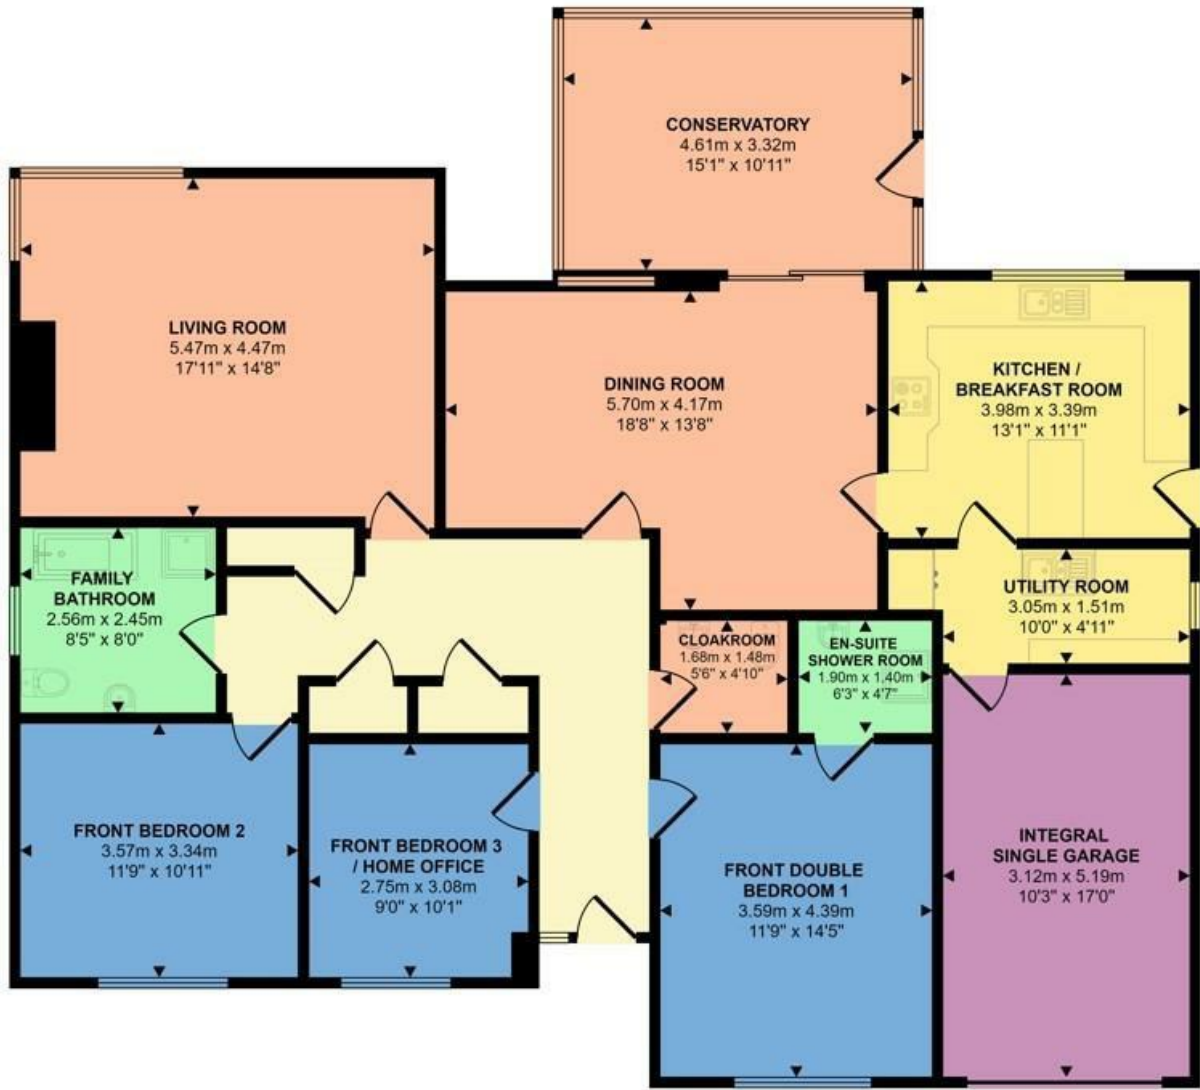 CONSERVATORY
4.61m x 3.32m
15'1" x 10'11"
LIVING ROOM
5.47m x 4.47m
17'11" x 14'8"
DINING ROOM
5.70m x 4.17m
18'8" x 13'8"
KITCHEN /
BREAKFAST ROOM
3.98m x 3.39m
13'1" x 11'1"
FAMILY
BATHROOM
2.56m x 2.45m
8'5" x 8'0"
UTILITY ROOM
3.05m x 1.51m
10'0" x 4'11"
CLOAKROOM
1.68m x 1.48m
5'6" x 4'10"
EN-SUITE
SHOWER ROOM
1.90m x 1.40m
6'3" x 4'7"
FRONT BEDROOM 2
3.57m x 3.34m
11'9" x 10'11"
FRONT BEDROOM 3
/ HOME OFFICE
2.75m x 3.08m
9'0" x 10'1"
FRONT DOUBLE
BEDROOM 1
3.59m x 4.39m
11'9" x 14'5"
INTEGRAL
SINGLE GARAGE
3.12m x 5.19m
10'3" x 17'0"